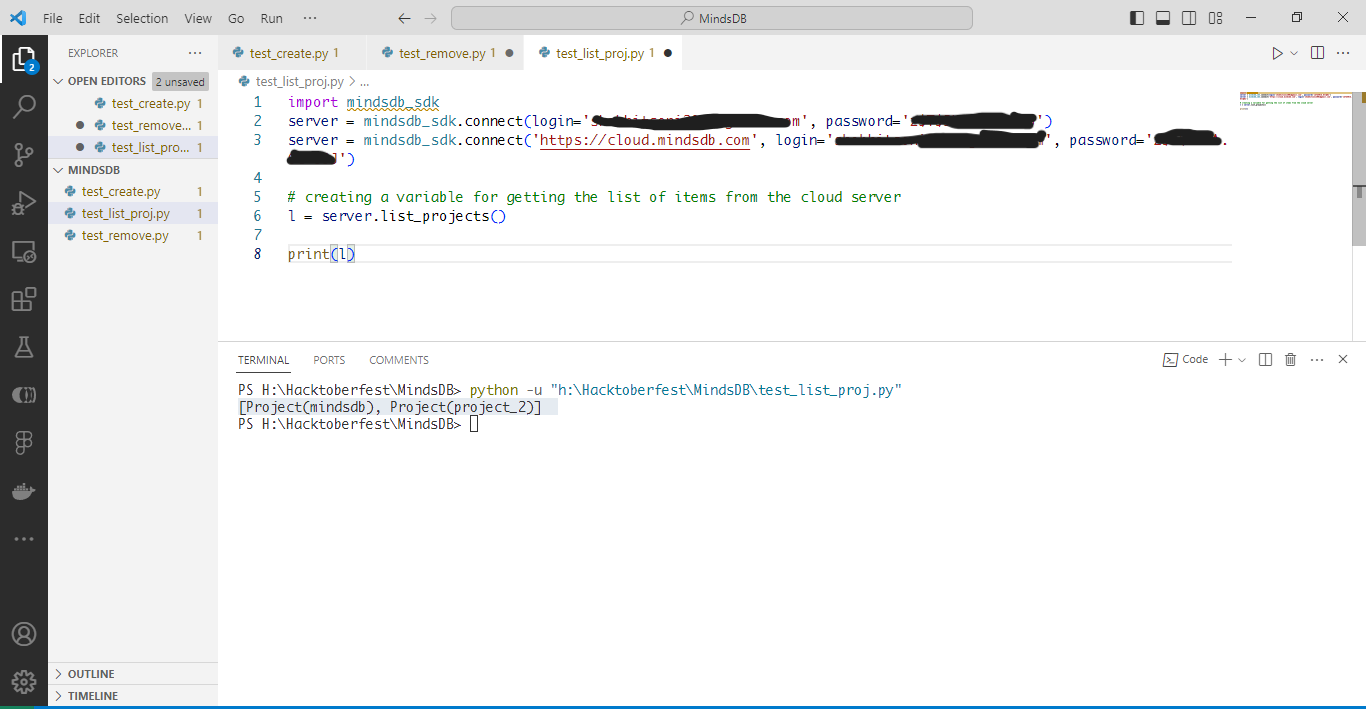 File Edit Selection View Go Run ··· MindsDB
EXPLORER ···
OPEN EDITORS 2 unsaved
test_create.py 1
test_remove... 1
test_list_pro... 1
MINDSDB
test_create.py 1
test_list_proj.py 1
test_remove.py 1
OUTLINE
TIMELINE
2
test_create.py 1 test_remove.py 1 test_list_proj.py 1
test_list_proj.py > ...
1 import mindsdb_sdk
2 server = mindsdb_sdk.connect(login=' m', password=' ')
3 server = mindsdb_sdk.connect('https://cloud.mindsdb.com', login=' ', password='
')
4
5 # creating a variable for getting the list of items from the cloud server
6 l = server.list_projects()
7
8 print(l)
TERMINAL PORTS COMMENTS Code
PS H:\Hacktoberfest\MindsDB> python -u "h:\Hacktoberfest\MindsDB\test_list_proj.py"
[Project(mindsdb), Project(project_2)]
PS H:\Hacktoberfest\MindsDB>